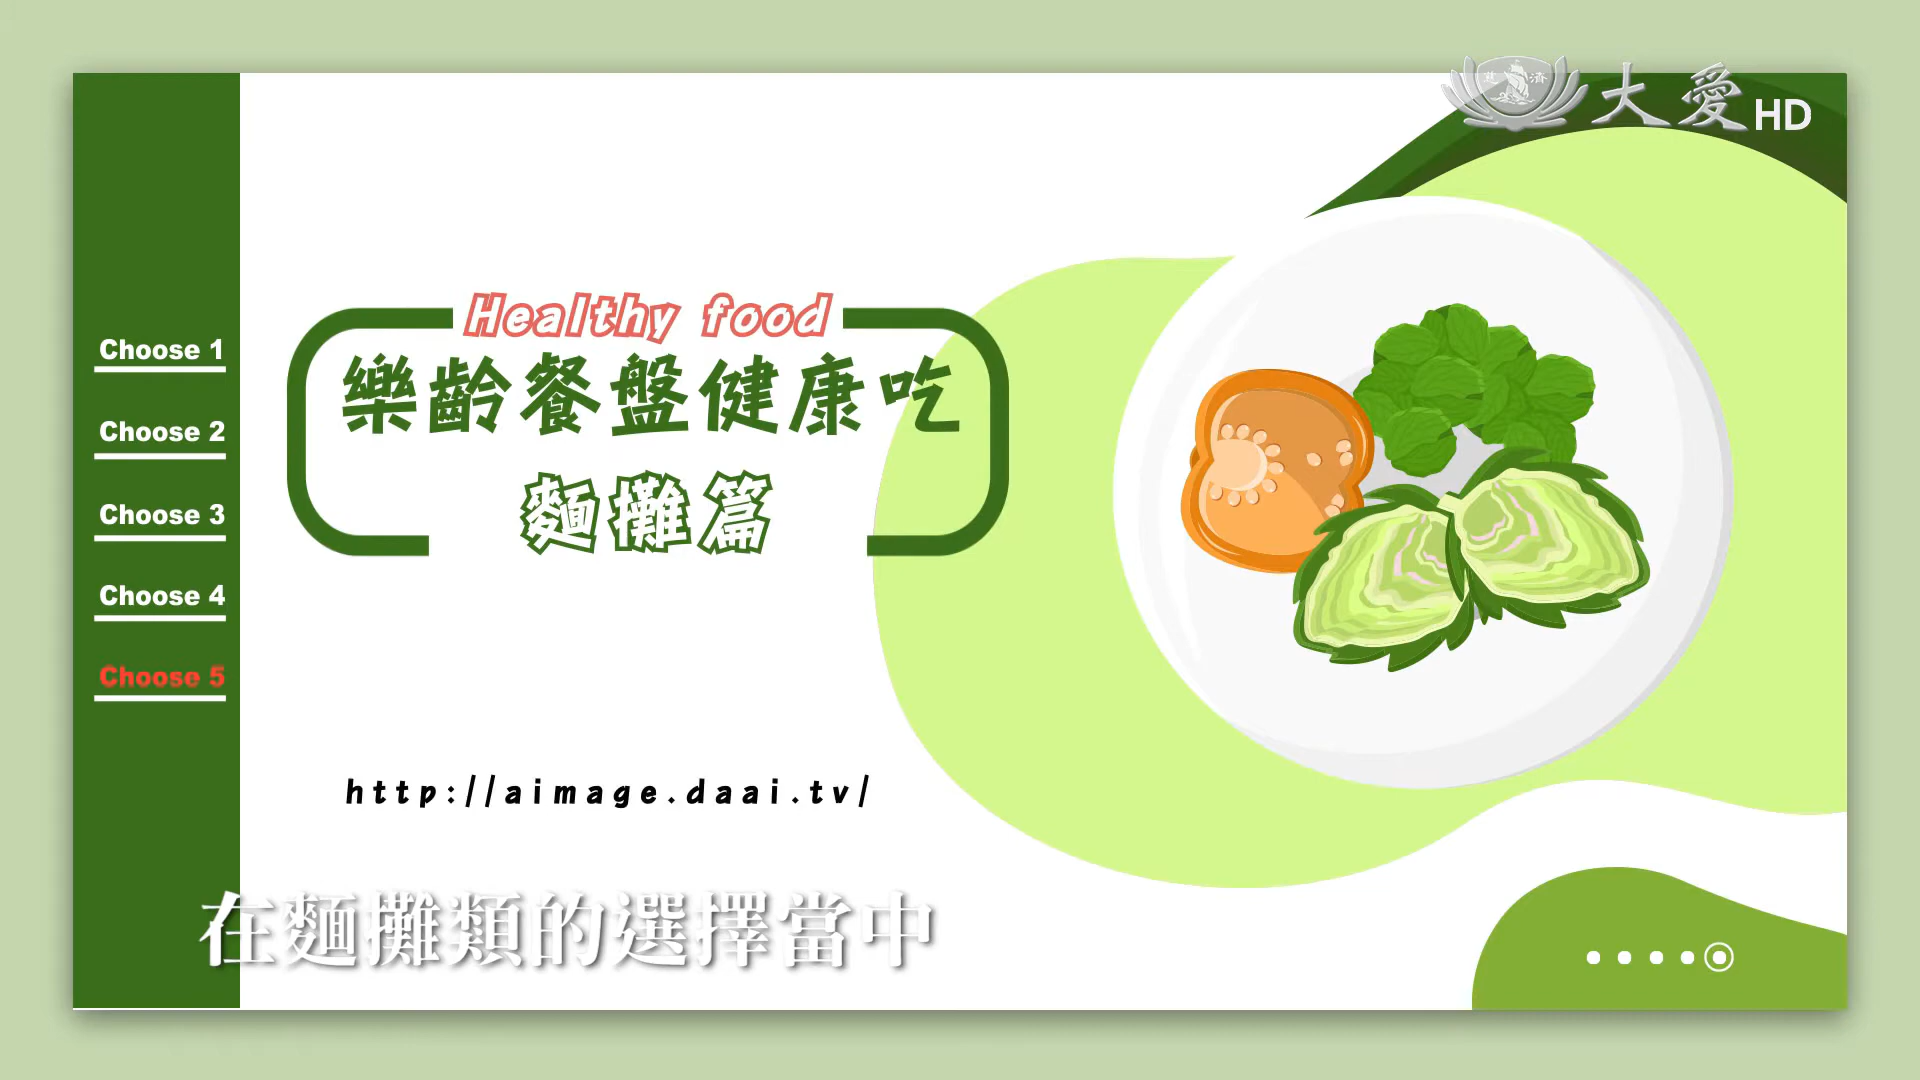 慈濟
大愛HD
Choose 1
Choose 2
Choose 3
Choose 4
Choose 5
Healthy food
樂齡餐盤健康吃
麵攤篇
http://aimage.daai.tv/
在麵攤類的選擇當中